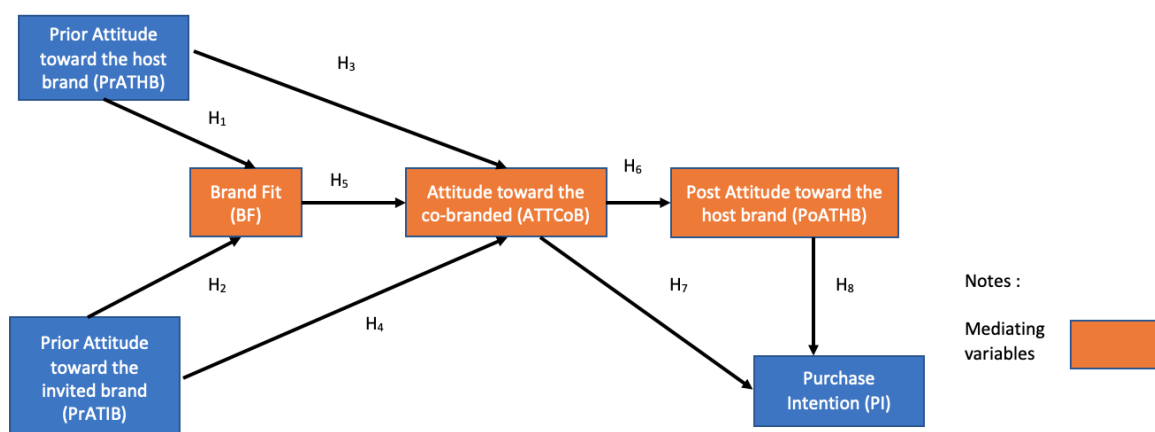 Prior Attitude
toward the host
brand (PrATHB)
H₃
H₁
Brand Fit
(BF)
H₅
Attitude toward the
co-branded (ATTCoB)
H₆
Post Attitude toward the
host brand (PoATHB)
H₂
H₄
H₇
H₈
Prior Attitude
toward the
invited brand
(PrATIB)
Purchase
Intention (PI)
Notes :
Mediating
variables